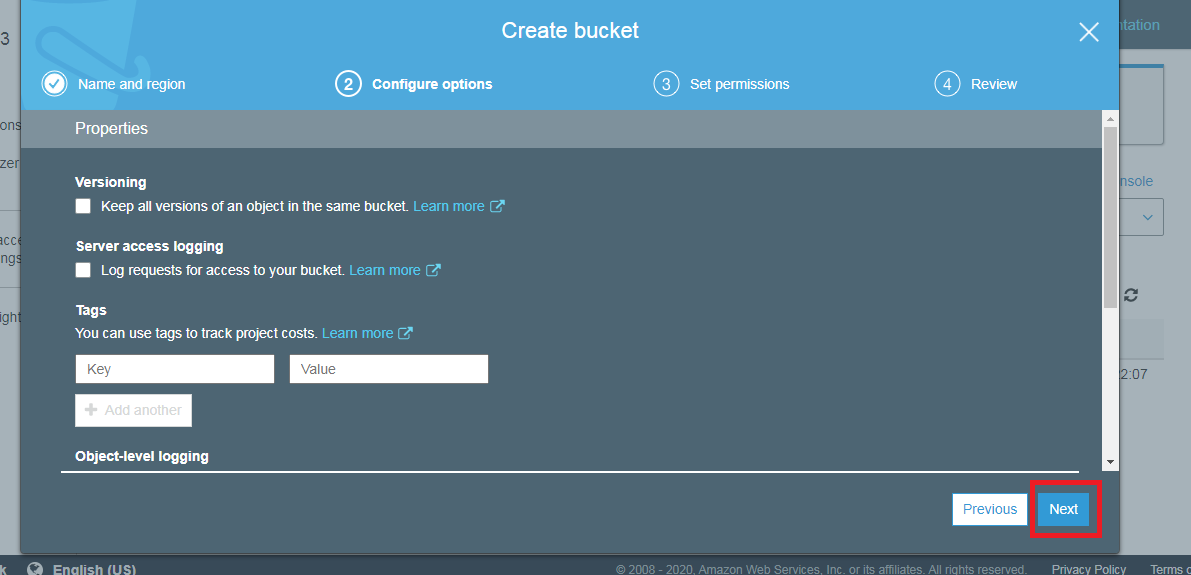 Create bucket
ntation
3
Name and region
2 Configure options
3 Set permissions
4 Review
ons
Properties
zer
Versioning
nsole
Keep all versions of an object in the same bucket. Learn more
acce
Server access logging
ngs
Log requests for access to your bucket. Learn more
Tags
ight
You can use tags to track project costs. Learn more
Key Value
2:07
Add another
Object-level logging
Previous Next
k English (US) © 2008 - 2020, Amazon Web Services, Inc. or its affiliates. All rights reserved. Privacy Policy Terms o